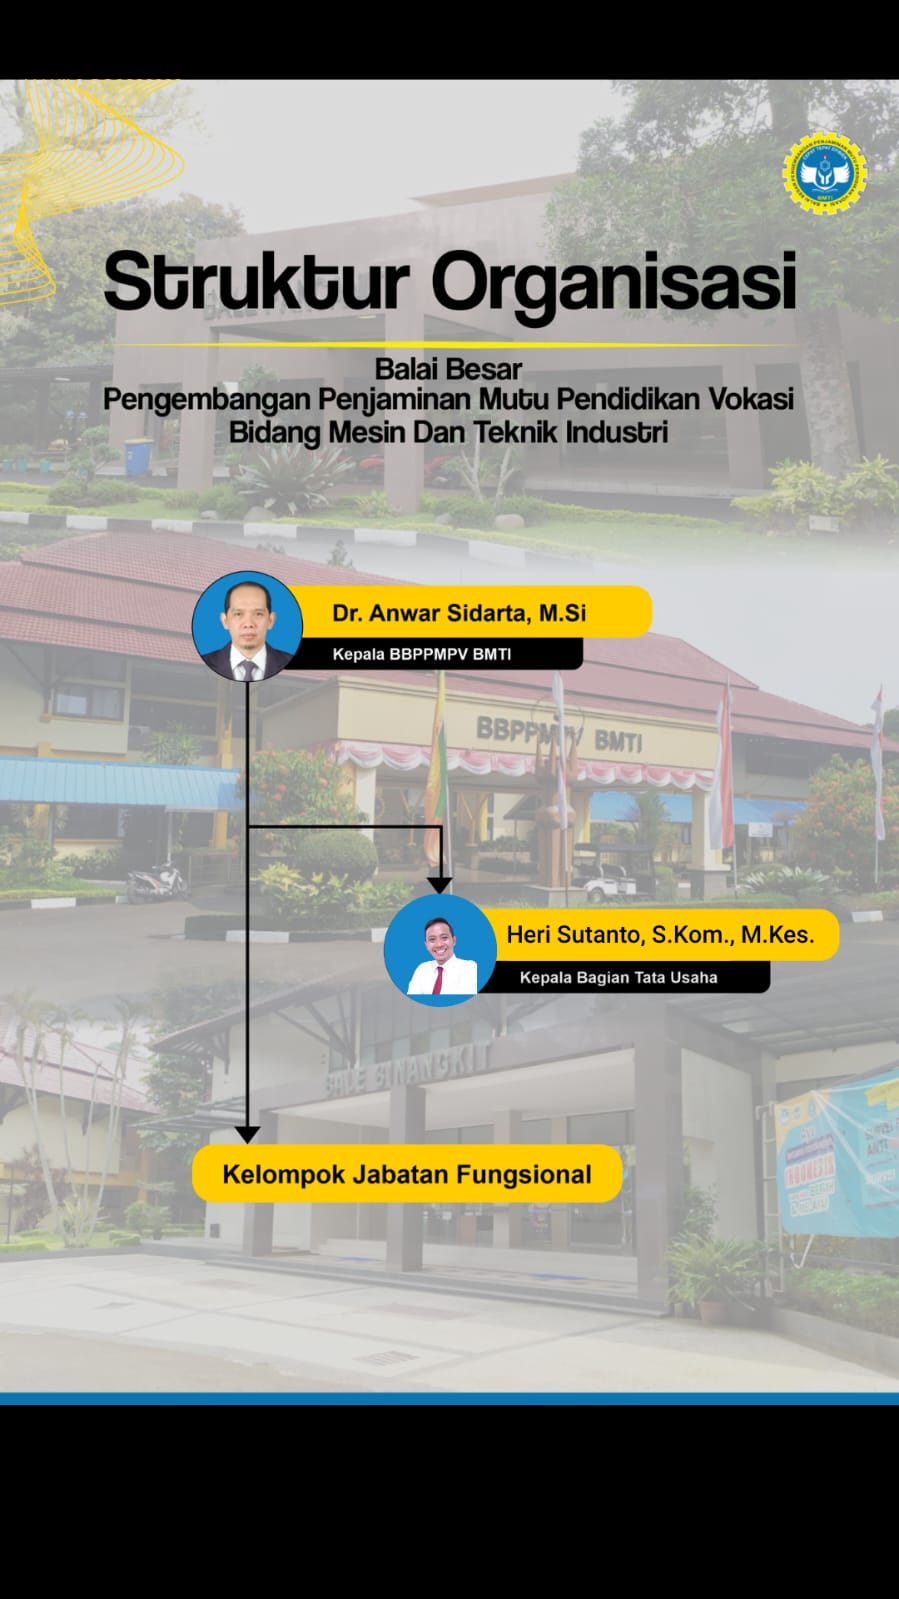 Struktur Organisasi
Balai Besar
Pengembangan Penjaminan Mutu Pendidikan Vokasi
Bidang Mesin Dan Teknik Industri
Dr. Anwar Sidarta, M.Si
Kepala BBPPMPV BMTI
BBPPMPV BMTI
Heri Sutanto, S.Kom., M.Kes.
Kepala Bagian Tata Usaha
BALE BINANGKIT
INDONESIA
Kelompok Jabatan Fungsional